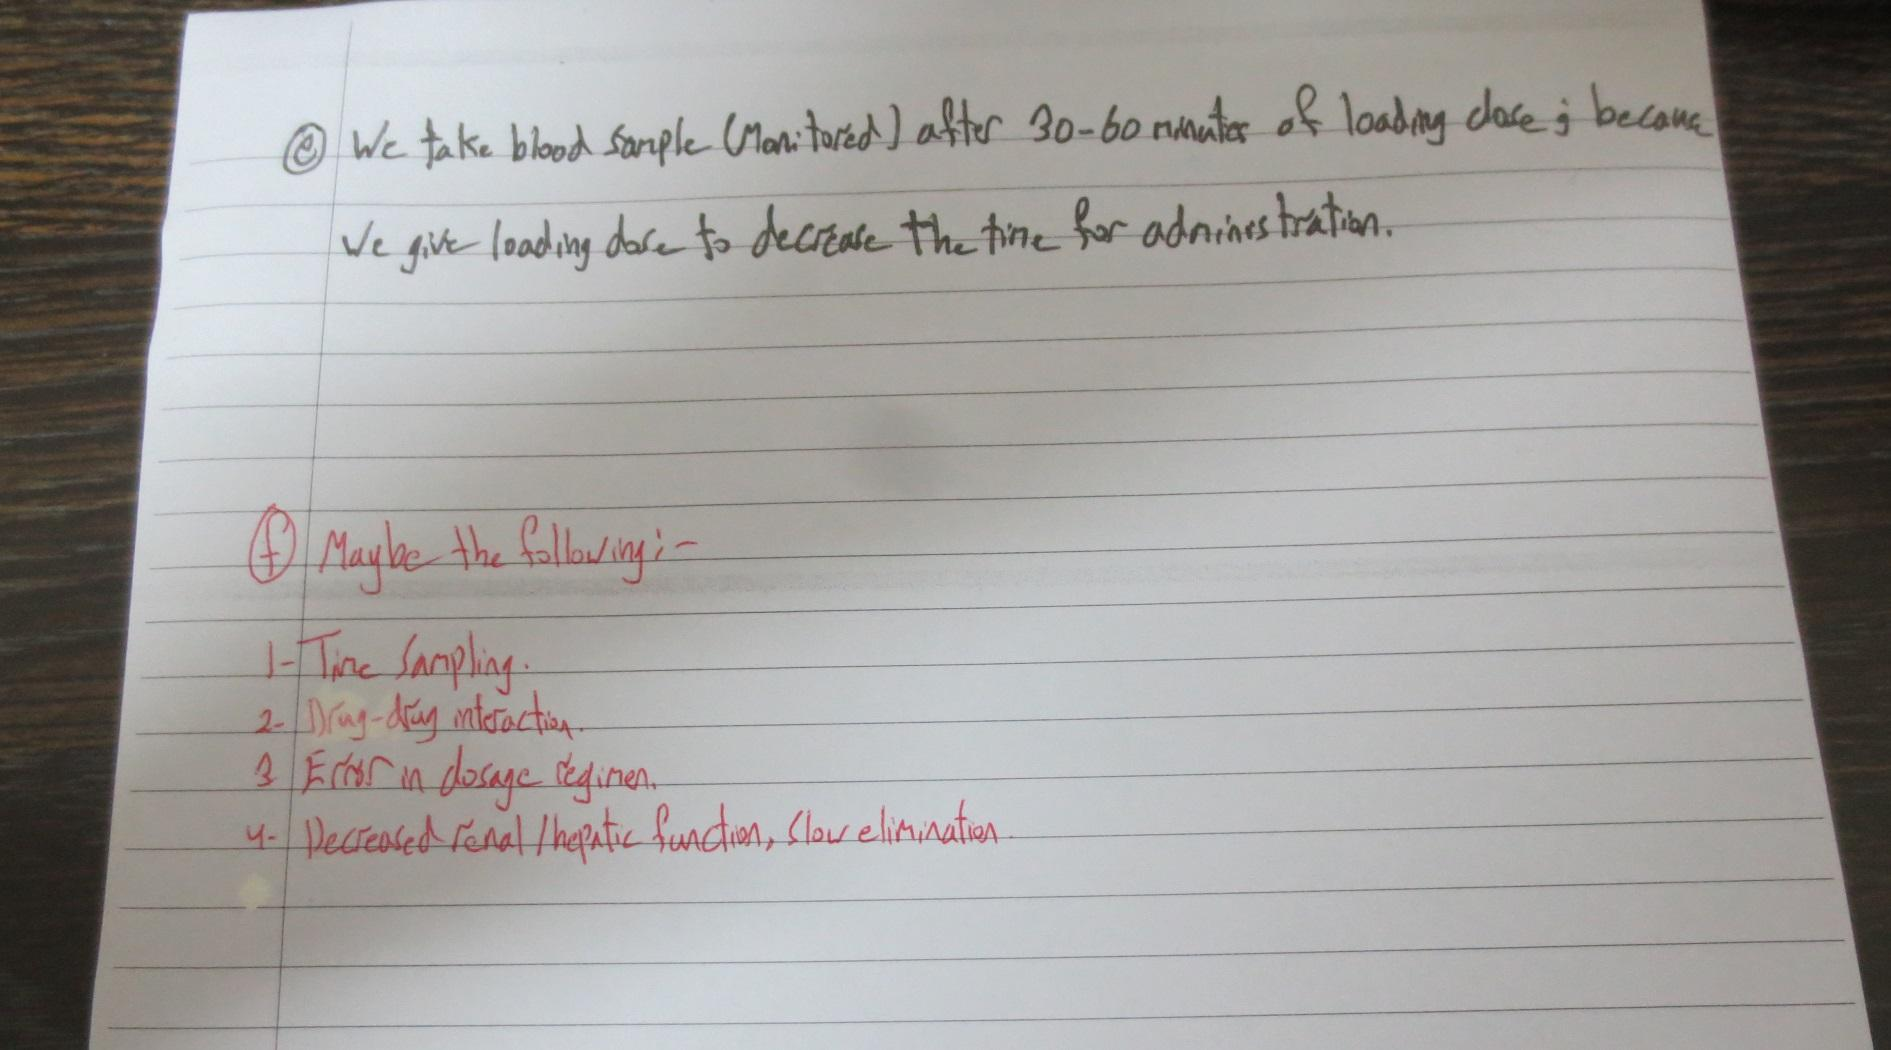 e We take blood sample (Monitored) after 30-60 minutes of loading dose; because
We give loading dose to decrease the time for adminstration.
f Maybe the following:-
1- Time Sampling.
2- Drug-drug interaction.
3 Error in dosage regimen.
4- Decreased renal/hepatic function, slow elimination.